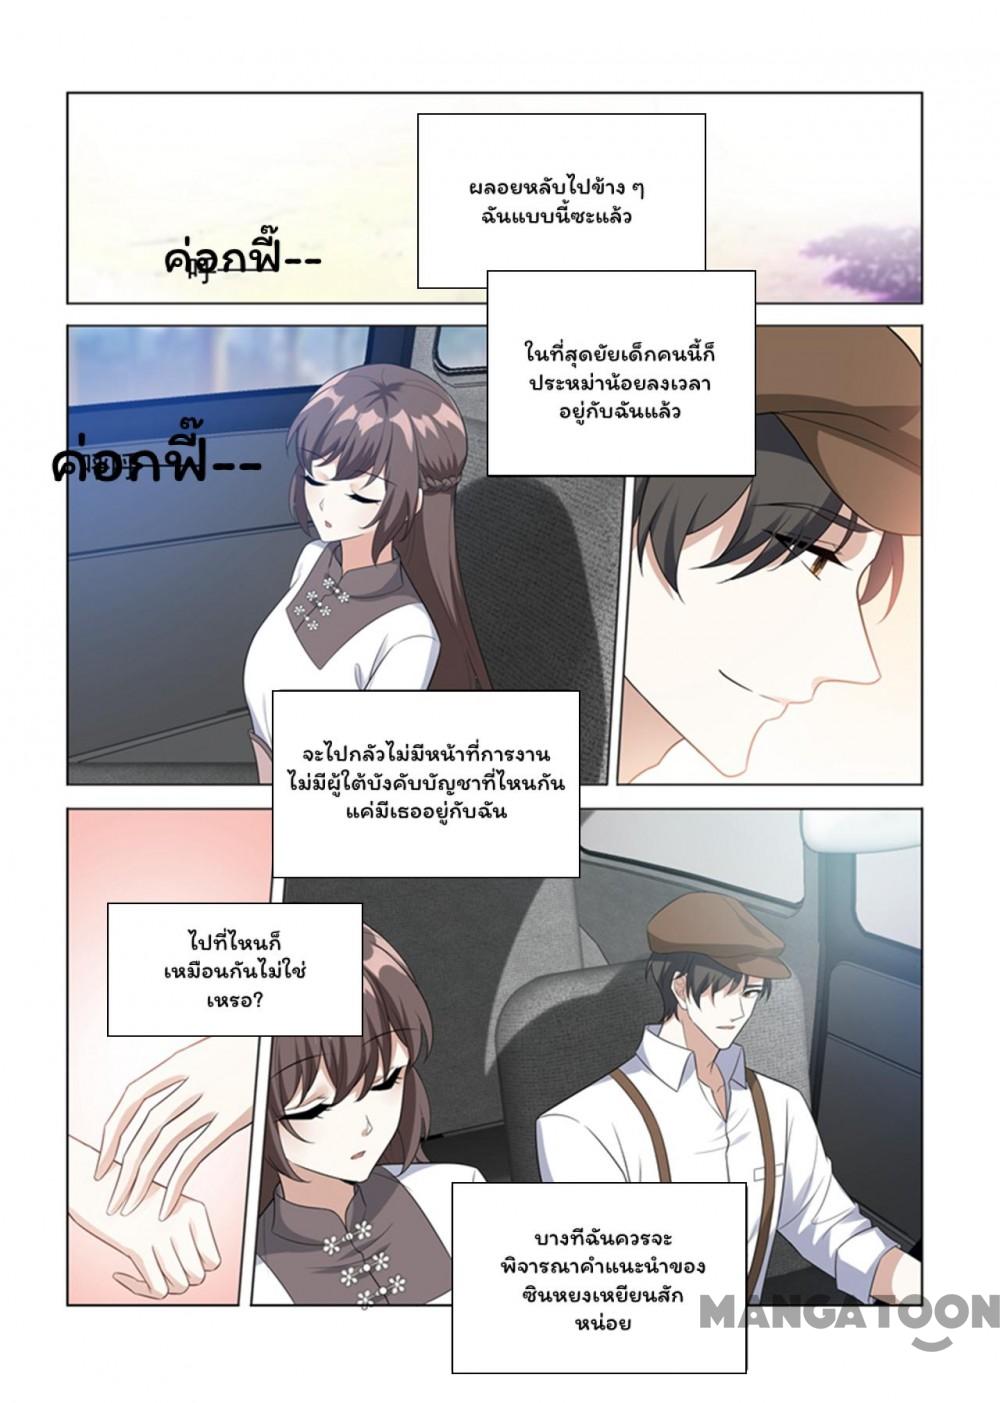 ผลอยหลับไปข้าง ๆ
ฉันแบบนี้ซะแล้ว
ค่อกฟี๊--
ในที่สุดยัยเด็กคนนี้ก็
ประหม่าน้อยลงเวลา
อยู่กับฉันแล้ว
ค่อกฟี๊--
จะไปกลัวไม่มีหน้าที่การงาน
ไม่มีผู้ใต้บังคับบัญชาที่ไหนกัน
แค่มีเธออยู่กับฉัน
ไปที่ไหนก็
เหมือนกันไม่ใช่
เหรอ?
บางทีฉันควรจะ
พิจารณาคำแนะนำของ
ซินหยงเหยียนสัก
หน่อย
MANGATOON